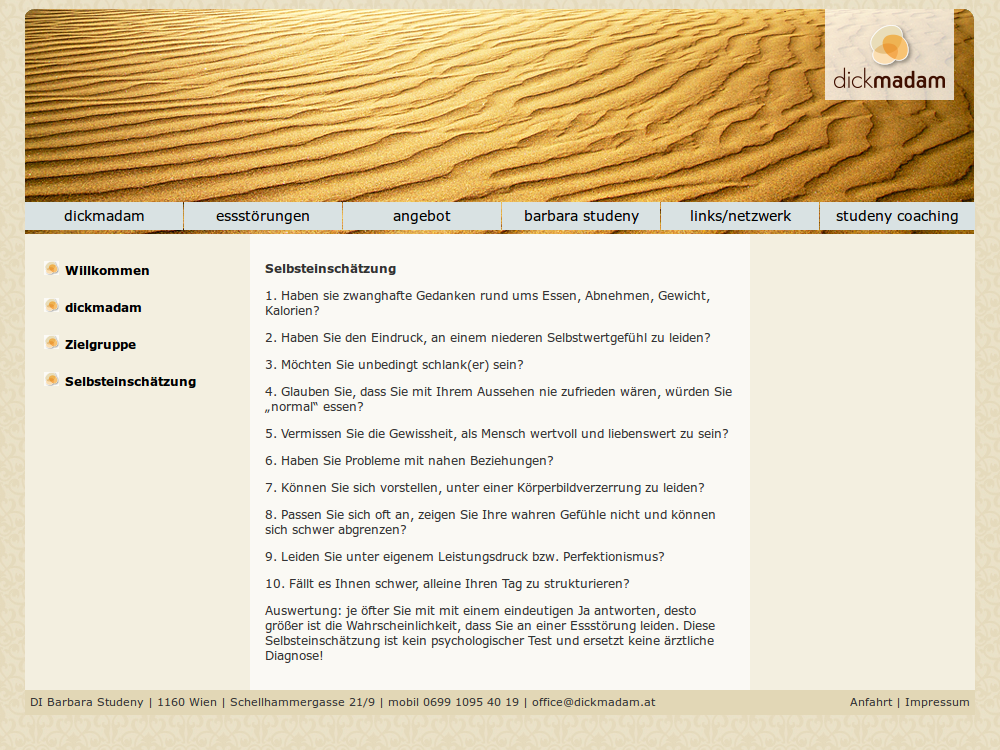 dickmadam
dickmadam
essstörungen
angebot
barbara studeny
links/netzwerk
studeny coaching
Willkommen
dickmadam
Zielgruppe
Selbsteinschätzung
Selbsteinschätzung
1. Haben sie zwanghafte Gedanken rund ums Essen, Abnehmen, Gewicht,
Kalorien?
2. Haben Sie den Eindruck, an einem niederen Selbstwertgefühl zu leiden?
3. Möchten Sie unbedingt schlank(er) sein?
4. Glauben Sie, dass Sie mit Ihrem Aussehen nie zufrieden wären, würden Sie
„normal“ essen?
5. Vermissen Sie die Gewissheit, als Mensch wertvoll und liebenswert zu sein?
6. Haben Sie Probleme mit nahen Beziehungen?
7. Können Sie sich vorstellen, unter einer Körperbildverzerrung zu leiden?
8. Passen Sie sich oft an, zeigen Sie Ihre wahren Gefühle nicht und können
sich schwer abgrenzen?
9. Leiden Sie unter eigenem Leistungsdruck bzw. Perfektionismus?
10. Fällt es Ihnen schwer, alleine Ihren Tag zu strukturieren?
Auswertung: je öfter Sie mit mit einem eindeutigen Ja antworten, desto
größer ist die Wahrscheinlichkeit, dass Sie an einer Essstörung leiden. Diese
Selbsteinschätzung ist kein psychologischer Test und ersetzt keine ärztliche
Diagnose!
DI Barbara Studeny | 1160 Wien | Schellhammergasse 21/9 | mobil 0699 1095 40 19 | office@dickmadam.at
Anfahrt | Impressum